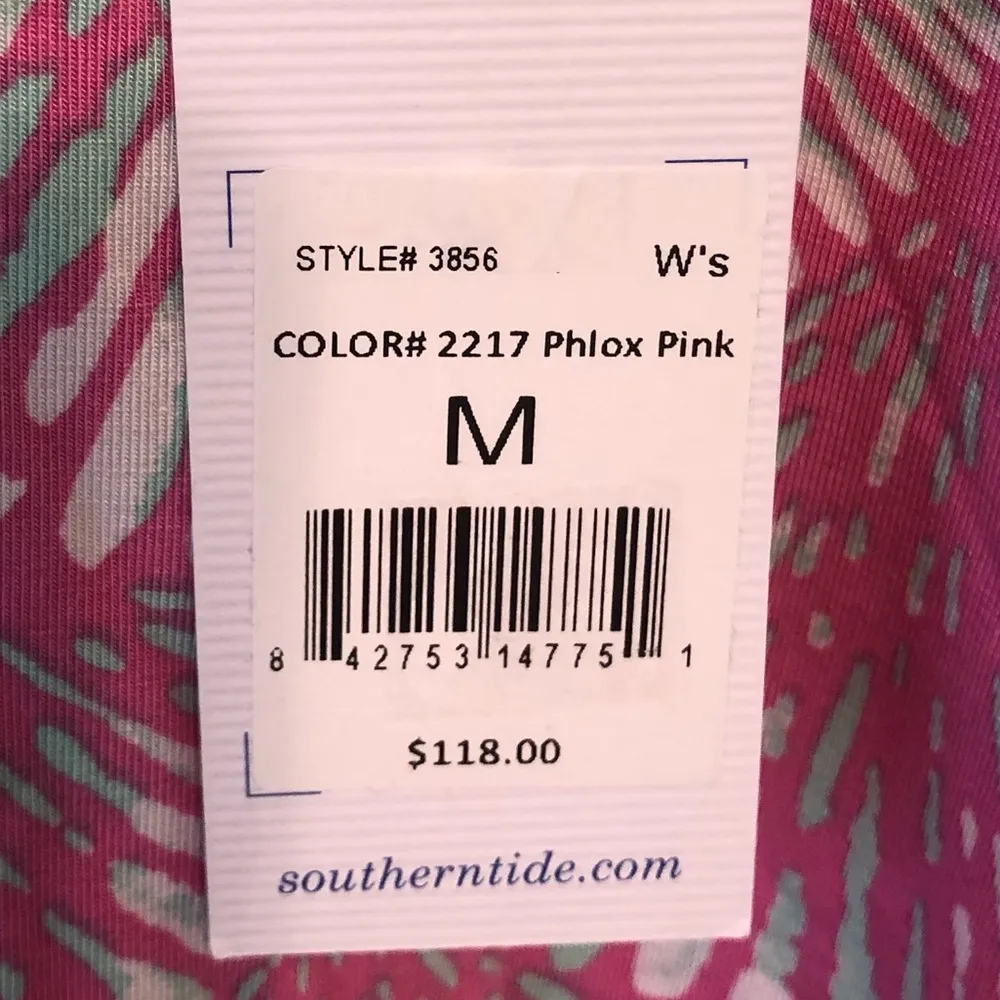 STYLE# 3856 W's
COLOR# 2217 Phlox Pink
M
8 42753 14775 1
$118.00
southerntide.com